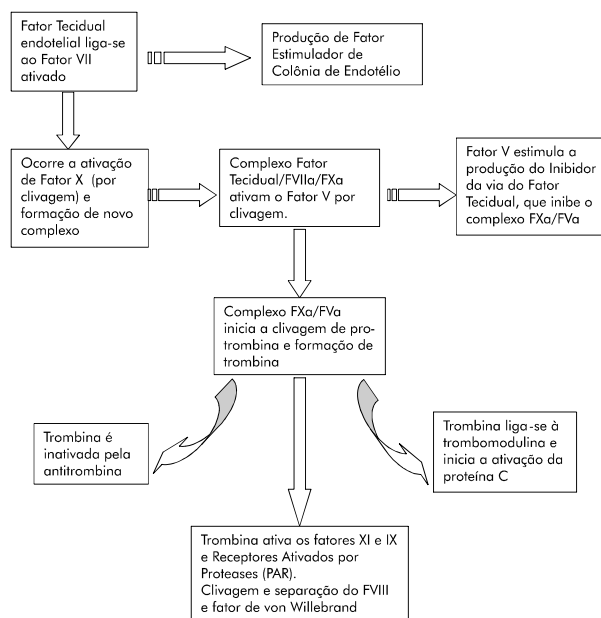 Fator Tecidual
endotelial liga-se
ao Fator VII
ativado
Produção de Fator
Estimulador de
Colônia de Endotélio
Ocorre a ativação
de Fator X (por
clivagem) e
formação de novo
complexo
Complexo Fator
Tecidual/FVIIa/FXa
ativam o Fator V por
clivagem.
Fator V estimula a
produção do Inibidor
da via do Fator
Tecidual, que inibe o
complexo FXa/FVa
Complexo FXa/FVa
inicia a clivagem de pro-
trombina e formação de
trombina
Trombina é
inativada pela
antitrombina
Trombina liga-se à
trombomodulina e
inicia a ativação da
proteína C
Trombina ativa os fatores XI e IX
e Receptores Ativados por
Proteases (PAR).
Clivagem e separação do FVIII
e fator de von Willebrand